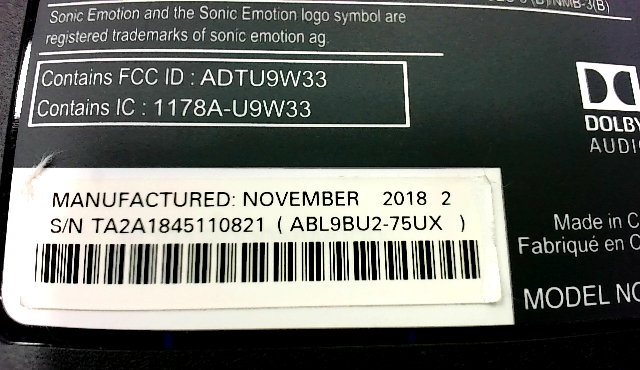 NMB-3(B)
Sonic Emotion and the Sonic Emotion logo symbol are
registered trademarks of sonic emotion ag.
Contains FCC ID : ADTU9W33
Contains IC : 1178A-U9W33
DOLBY
AUDI
MANUFACTURED: NOVEMBER 2018 2
S/N TA2A1845110821 ( ABL9BU2-75UX )
Made in C
Fabriqué en C
MODEL NO